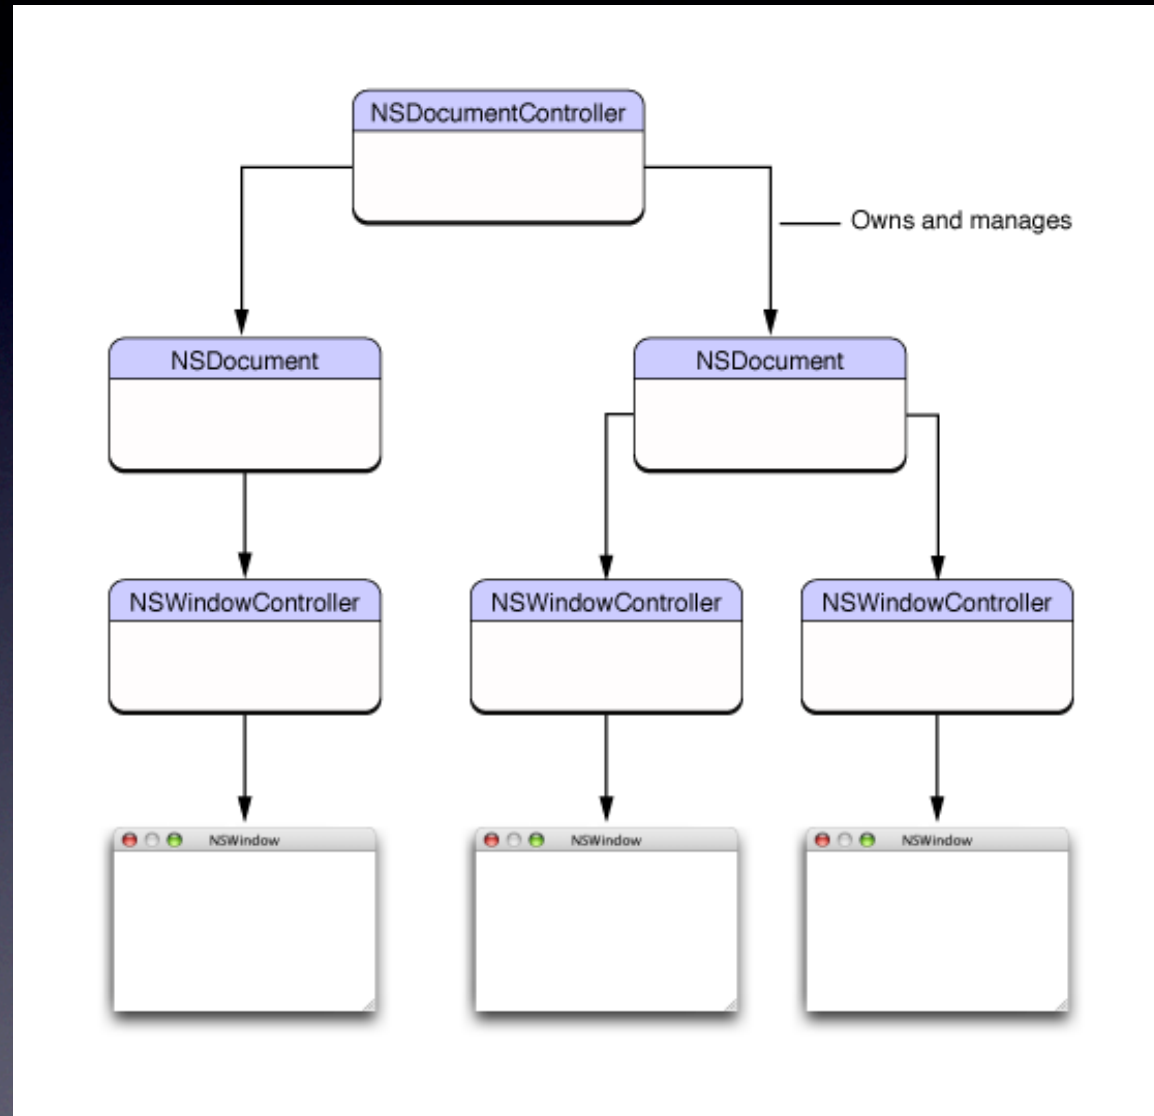 NSDocumentController
Owns and manages
NSDocument
NSDocument
NSWindowController
NSWindowController
NSWindowController
NSWindow
NSWindow
NSWindow